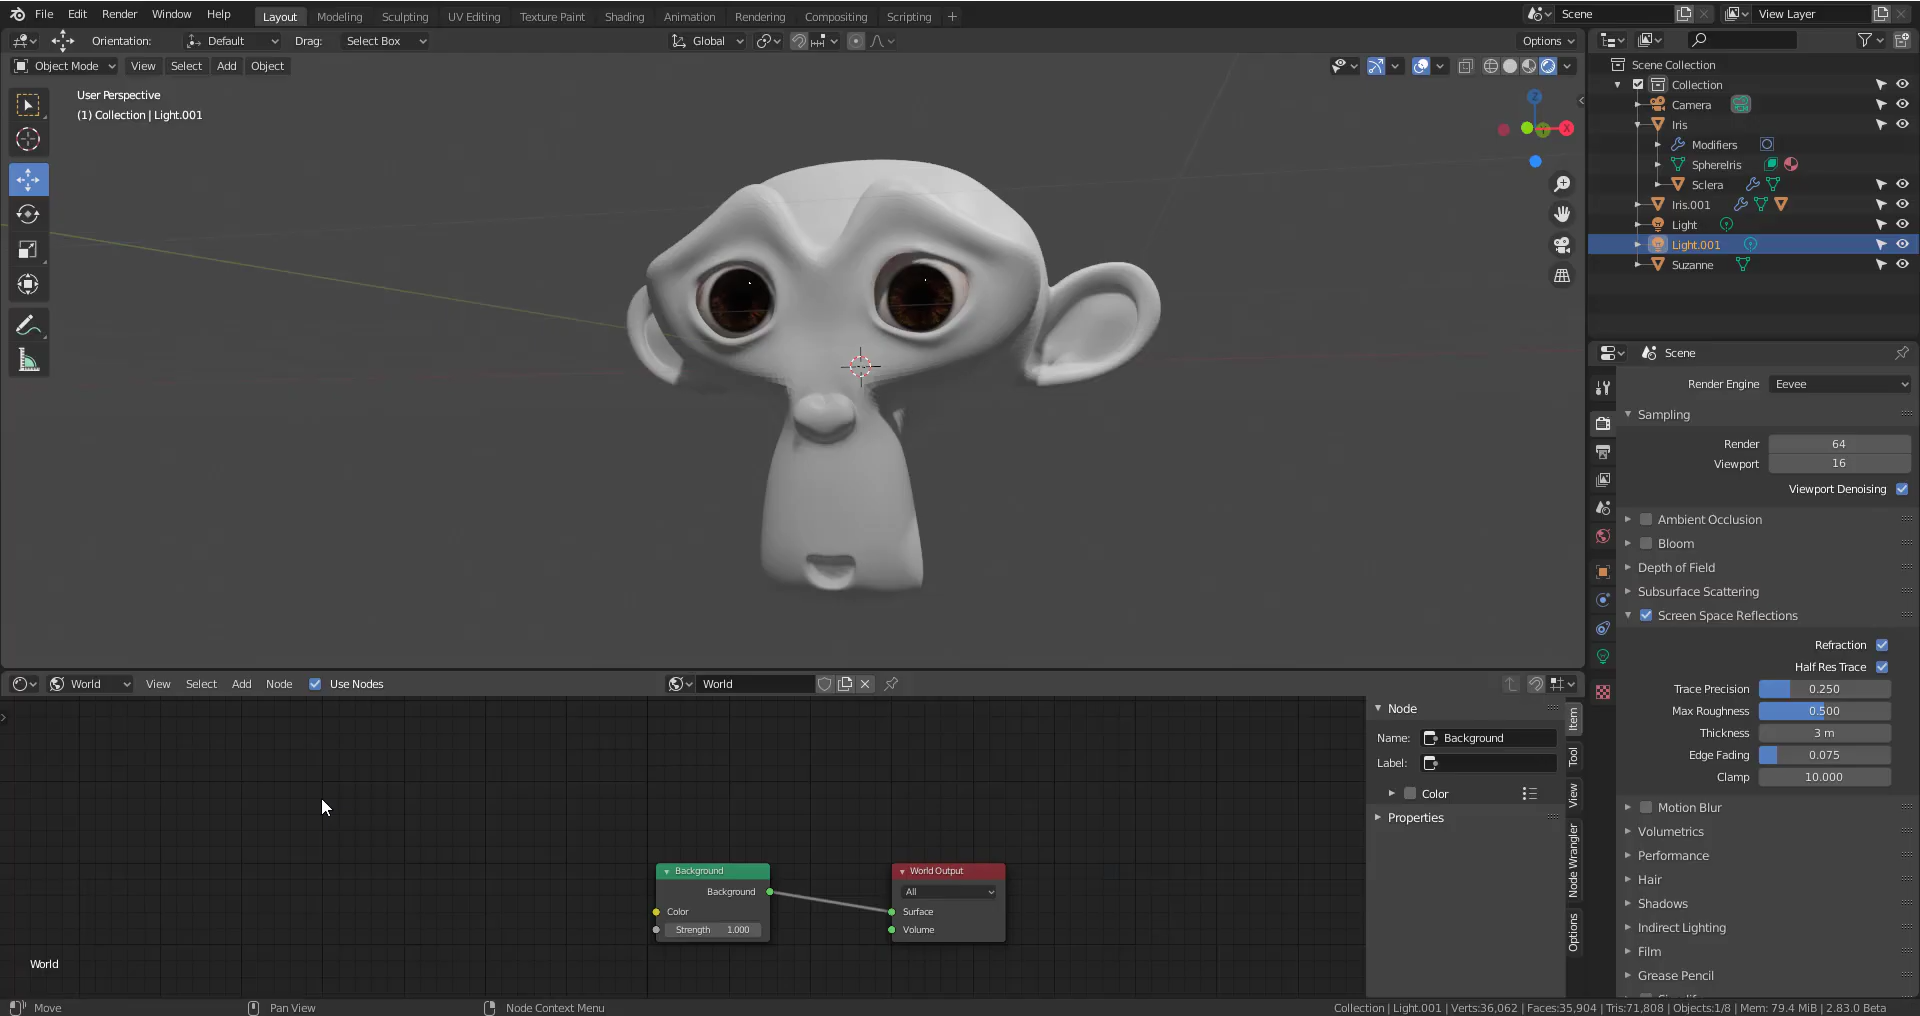 File Edit Render Window Help Layout Modeling Sculpting UV Editing Texture Paint Shading Animation Rendering Compositing Scripting + Scene View Layer
Orientation: Default Drag: Select Box Global Options
Object Mode View Select Add Object
User Perspective
(1) Collection | Light.001
Z
X
Scene Collection
Collection
Camera
Iris
Modifiers
SphereIris
Sclera
Iris.001
Light
Light.001
Suzanne
Scene
Render Engine Eevee
Sampling
Render 64
Viewport 16
Viewport Denoising
Ambient Occlusion
Bloom
Depth of Field
Subsurface Scattering
Screen Space Reflections
Refraction
Half Res Trace
Trace Precision 0.250
Max Roughness 0.500
Thickness 3 m
Edge Fading 0.075
Clamp 10.000
Motion Blur
Volumetrics
Performance
Hair
Shadows
Indirect Lighting
Film
Grease Pencil
World View Select Add Node Use Nodes World
Node
Name: Background
Label:
Color
Properties
Item
Tool
View
Node Wrangler
Options
Background
Background
Color
Strength 1.000
World Output
All
Surface
Volume
World
Move Pan View Node Context Menu Collection | Light.001 | Verts:36,062 | Faces:35,904 | Tris:71,808 | Objects:1/8 | Mem: 79.4 MiB | 2.83.0 Beta